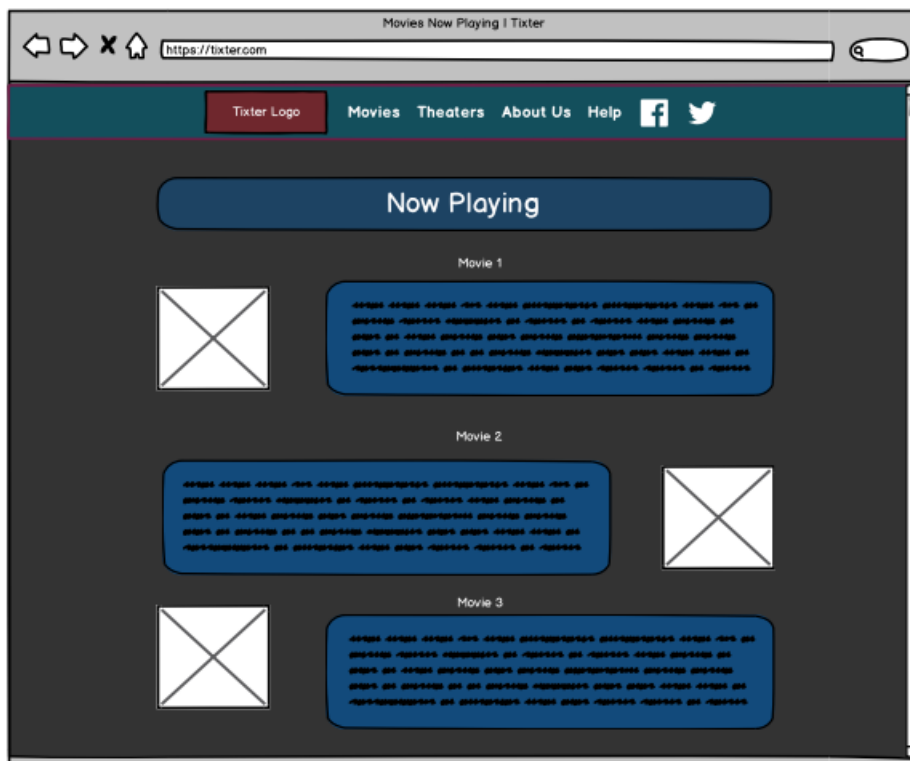 Movies Now Playing | Tixter
https://tixter.com
Tixter Logo Movies Theaters About Us Help
Now Playing
Movie 1
Movie 2
Movie 3